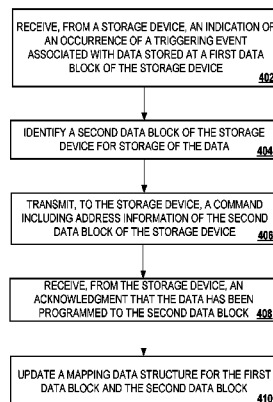 RECEIVE, FROM A STORAGE DEVICE, AN INDICATION OF
AN OCCURRENCE OF A TRIGGERING EVENT
ASSOCIATED WITH DATA STORED AT A FIRST DATA
BLOCK OF THE STORAGE DEVICE
402
IDENTIFY A SECOND DATA BLOCK OF THE STORAGE
DEVICE FOR STORAGE OF THE DATA
404
TRANSMIT, TO THE STORAGE DEVICE, A COMMAND
INCLUDING ADDRESS INFORMATION OF THE SECOND
DATA BLOCK OF THE STORAGE DEVICE
406
RECEIVE, FROM THE STORAGE DEVICE, AN
ACKNOWLEDGMENT THAT THE DATA HAS BEEN
PROGRAMMED TO THE SECOND DATA BLOCK
408
UPDATE A MAPPING DATA STRUCTURE FOR THE FIRST
DATA BLOCK AND THE SECOND DATA BLOCK
410